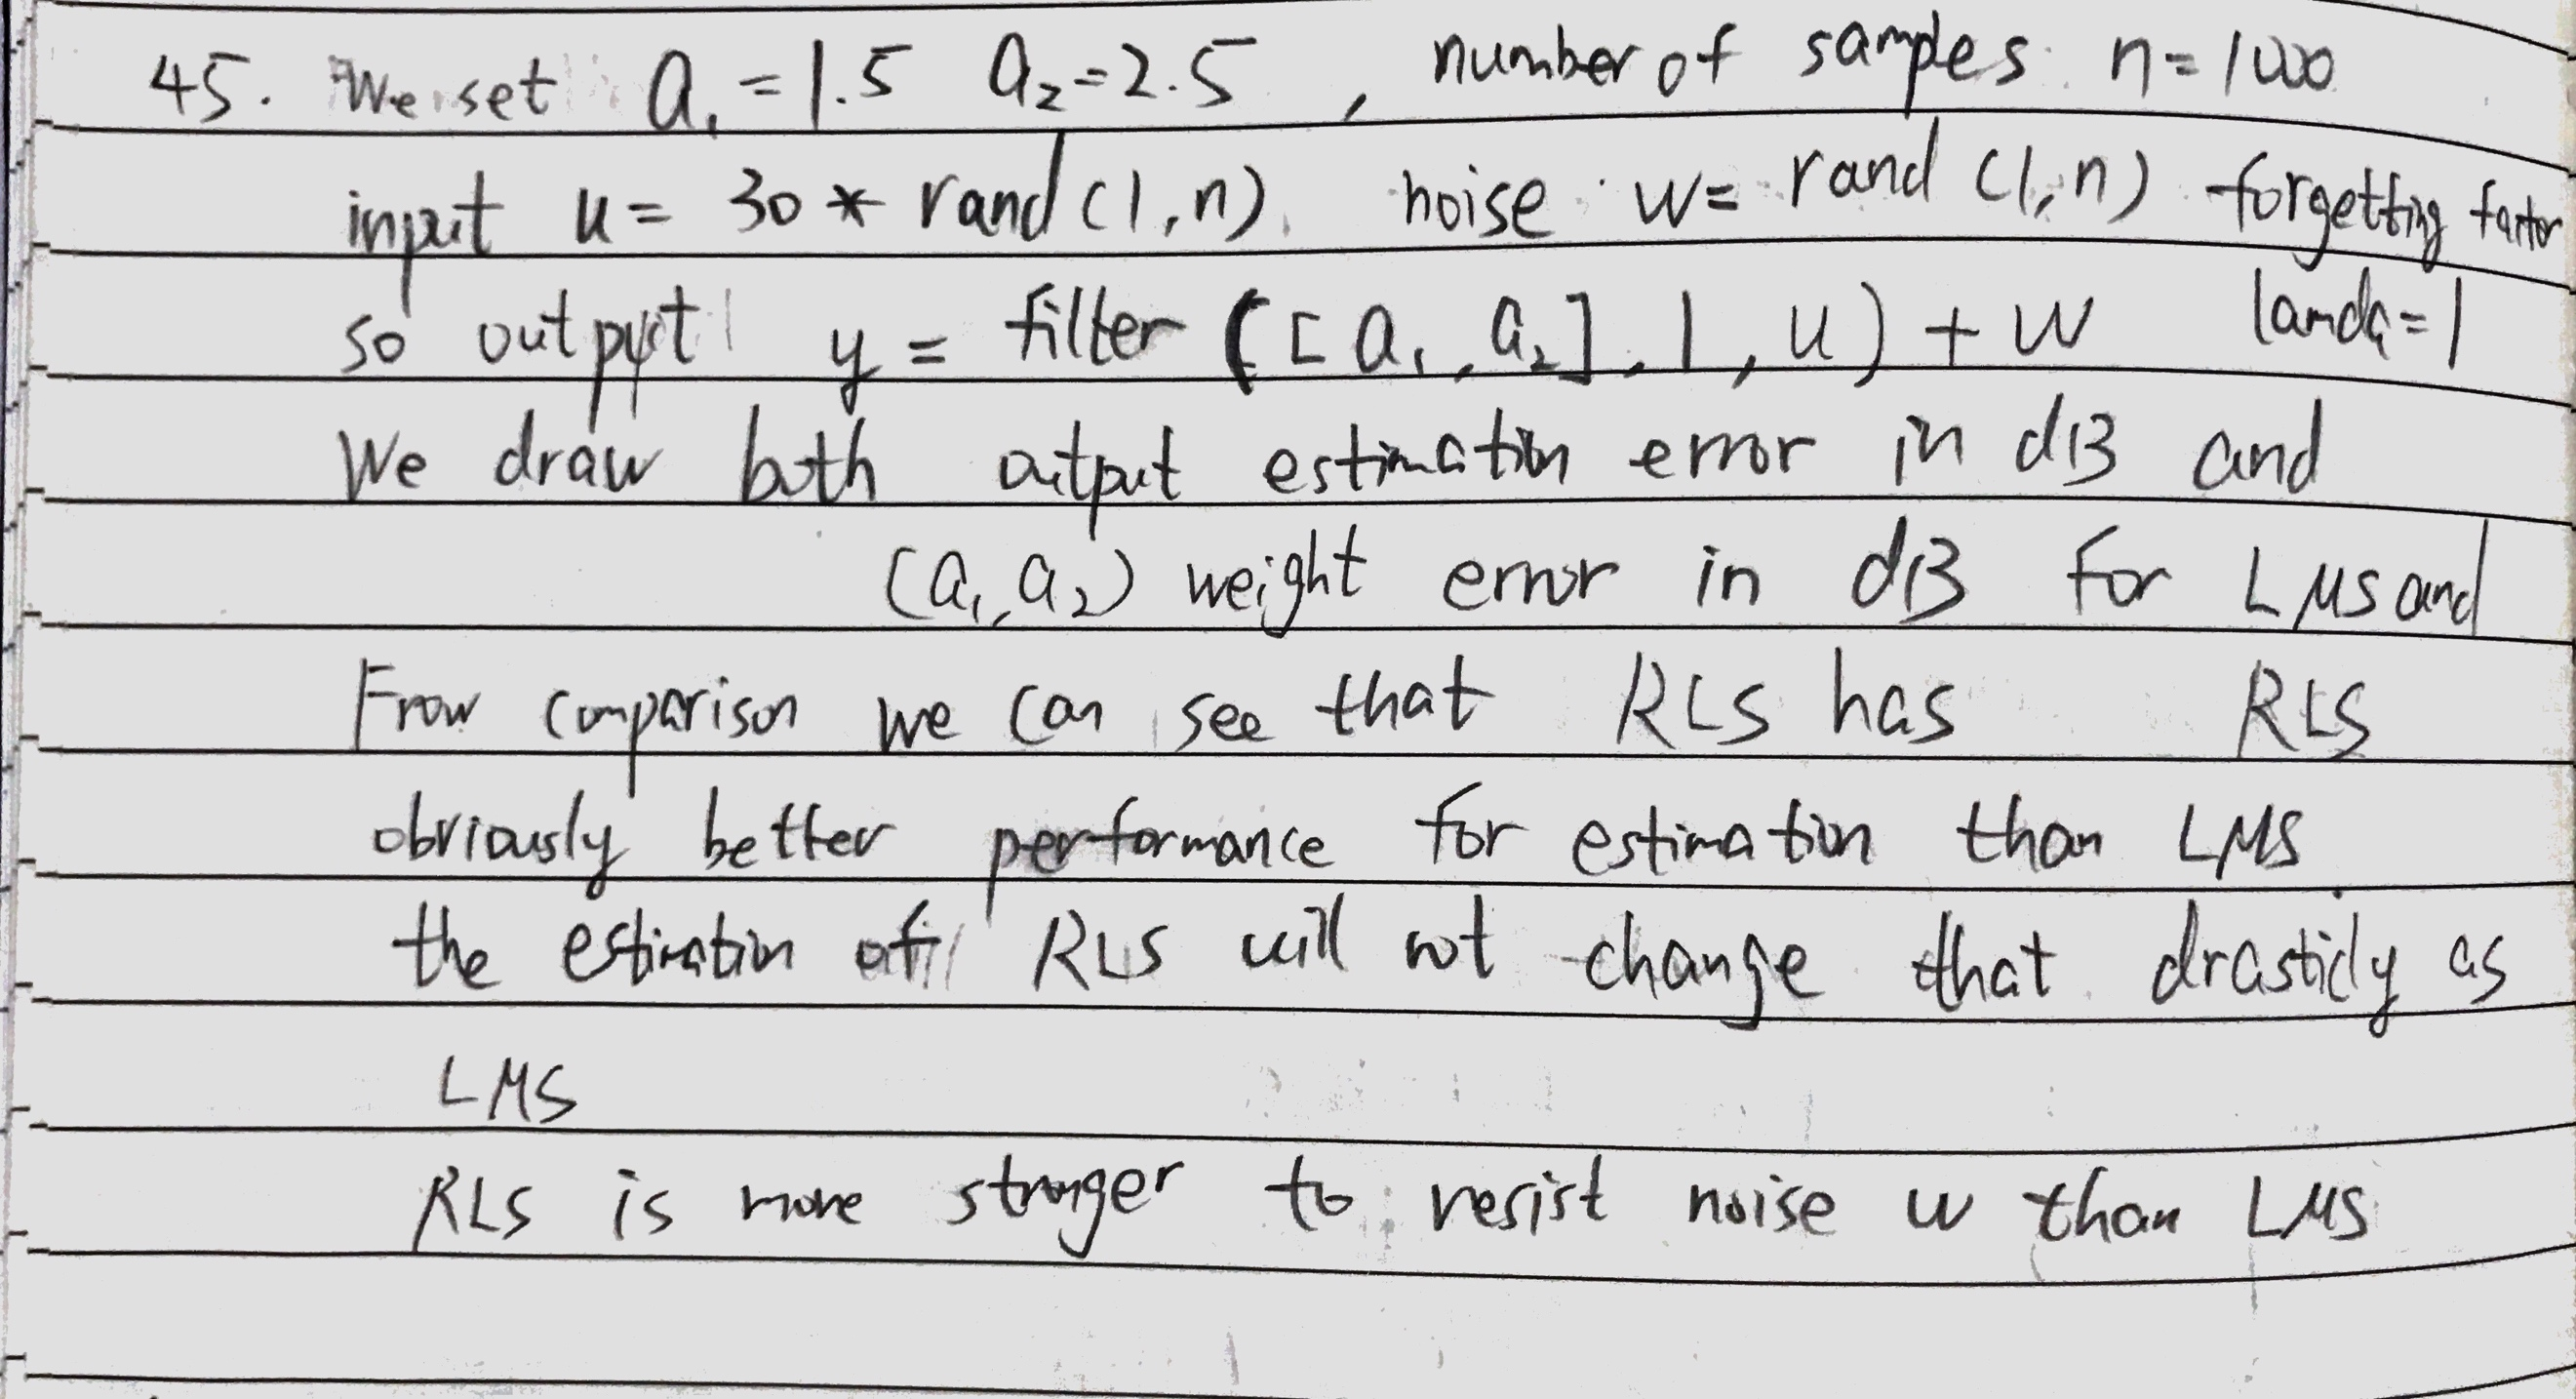 45. We set a₁ = 1.5 a₂=2.5 , number of samples n=1000
input u = 30 * rand(1,n). noise w= rand (1,n) forgetting factor
so output y = filter ([a₁, a₂], 1, u) + w lamda=1
We draw both output estimation error in dB and
(a₁,a₂) weight error in dB for LMS and
From comparison we can see that RLS has RLS
obviously better performance for estimation than LMS
the estimation of RLS will not change that drasticly as
LMS
RLS is more stronger to resist noise w than LMS